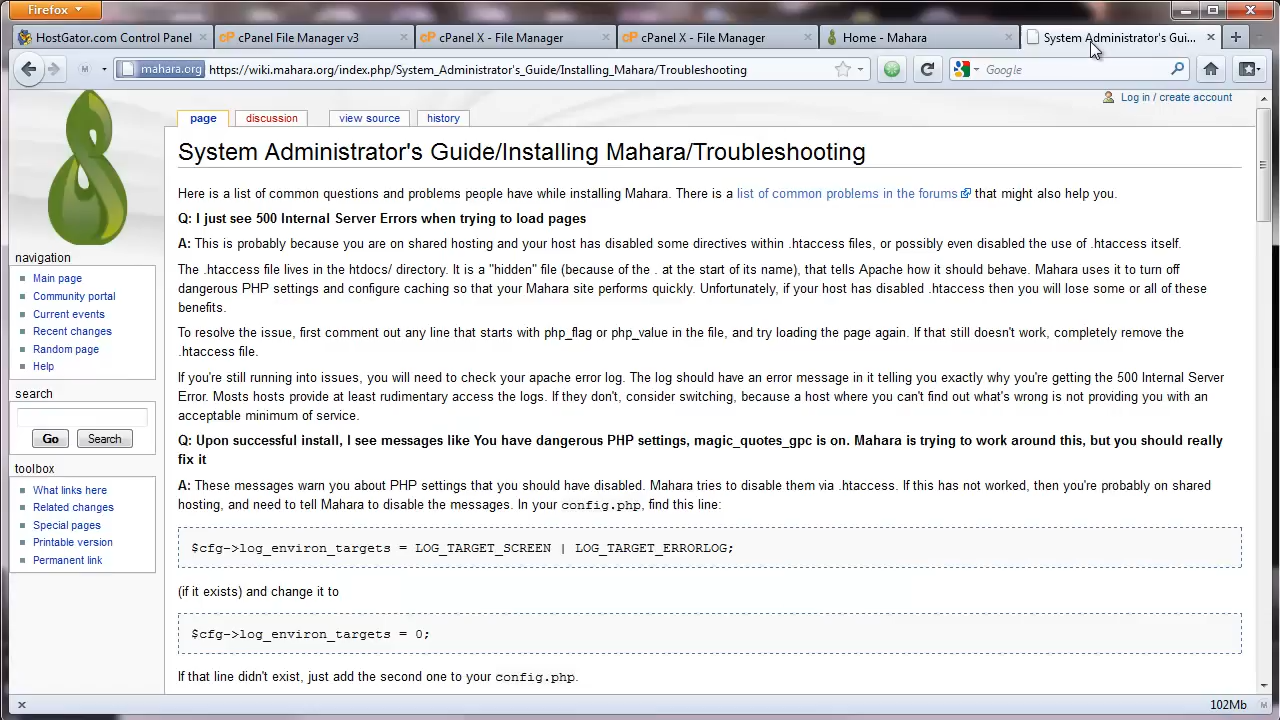 Firefox
HostGator.com Control Panel
cPanel File Manager v3
cPanel X - File Manager
cPanel X - File Manager
Home - Mahara
System Administrator's Gui...
mahara.org
https://wiki.mahara.org/index.php/System_Administrator's_Guide/Installing_Mahara/Troubleshooting
Google
Log in / create account
page
discussion
view source
history
System Administrator's Guide/Installing Mahara/Troubleshooting
Here is a list of common questions and problems people have while installing Mahara. There is a list of common problems in the forums that might also help you.
Q: I just see 500 Internal Server Errors when trying to load pages
A: This is probably because you are on shared hosting and your host has disabled some directives within .htaccess files, or possibly even disabled the use of .htaccess itself.
The .htaccess file lives in the htdocs/ directory. It is a "hidden" file (because of the . at the start of its name), that tells Apache how it should behave. Mahara uses it to turn off
dangerous PHP settings and configure caching so that your Mahara site performs quickly. Unfortunately, if your host has disabled .htaccess then you will lose some or all of these
benefits.
To resolve the issue, first comment out any line that starts with php_flag or php_value in the file, and try loading the page again. If that still doesn't work, completely remove the
.htaccess file.
If you're still running into issues, you will need to check your apache error log. The log should have an error message in it telling you exactly why you're getting the 500 Internal Server
Error. Mosts hosts provide at least rudimentary access the logs. If they don't, consider switching, because a host where you can't find out what's wrong is not providing you with an
acceptable minimum of service.
Q: Upon successful install, I see messages like You have dangerous PHP settings, magic_quotes_gpc is on. Mahara is trying to work around this, but you should really
fix it
A: These messages warn you about PHP settings that you should have disabled. Mahara tries to disable them via .htaccess. If this has not worked, then you're probably on shared
hosting, and need to tell Mahara to disable the messages. In your config.php, find this line:
$cfg->log_environ_targets = LOG_TARGET_SCREEN | LOG_TARGET_ERRORLOG;
(if it exists) and change it to
$cfg->log_environ_targets = 0;
If that line didn't exist, just add the second one to your config.php.
navigation
Main page
Community portal
Current events
Recent changes
Random page
Help
search
Go
Search
toolbox
What links here
Related changes
Special pages
Printable version
Permanent link
102Mb